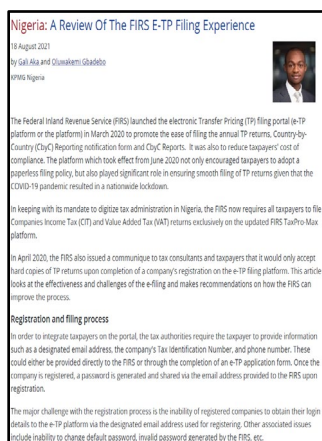 Nigeria: A Review Of The FIRS E-TP Filing Experience
18 August 2021
by Gali Aka and Oluwakemi Gbadebo
KPMG Nigeria
The Federal Inland Revenue Service (FIRS) launched the electronic Transfer Pricing (TP) filing portal (e-TP
platform or the platform) in March 2020 to promote the ease of filing the annual TP returns, Country-by-
Country (CbyC) Reporting notification form and CbyC Reports. It was also to reduce taxpayers' cost of
compliance. The platform which took effect from June 2020 not only encouraged taxpayers to adopt a
paperless filing policy, but also played significant role in ensuring smooth filing of TP returns given that the
COVID-19 pandemic resulted in a nationwide lockdown.
In keeping with its mandate to digitize tax administration in Nigeria, the FIRS now requires all taxpayers to file
Companies Income Tax (CIT) and Value Added Tax (VAT) returns exclusively on the updated FIRS TaxPro-Max
platform.
In April 2020, the FIRS also issued a communique to tax consultants and taxpayers that it would only accept
hard copies of TP returns upon completion of a company's registration on the e-TP filing platform. This article
looks at the effectiveness and challenges of the e-filing and makes recommendations on how the FIRS can
improve the process.
Registration and filing process
In order to integrate taxpayers on the portal, the tax authorities require the taxpayer to provide information
such as a designated email address, the company's Tax Identification Number, and phone number. These
could either be provided directly to the FIRS or through the completion of an e-TP application form. Once the
company is registered, a password is generated and shared via the email address provided to the FIRS upon
registration.
The major challenge with the registration process is the inability of registered companies to obtain their login
details to the e-TP platform via the designated email address used for registering. Other associated issues
include inability to change default password, invalid password generated by the FIRS, etc.